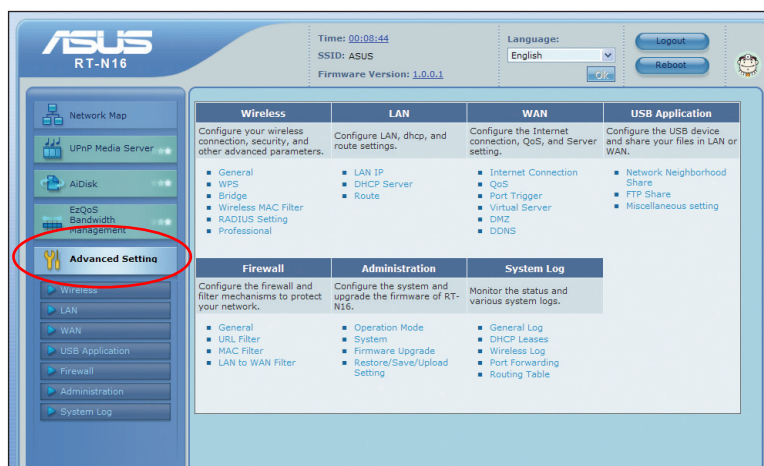 ASUS
RT-N16
Time: 00:08:44
SSID: ASUS
Firmware Version: 1.0.0.1
Language:
English
OK
Logout
Reboot
Network Map
UPnP Media Server
AiDisk
EzQoS
Bandwidth
Management
Advanced Setting
Wireless
LAN
WAN
USB Application
Firewall
Administration
System Log
Wireless
Configure your wireless
connection, security, and
other advanced parameters.
General
WPS
Bridge
Wireless MAC Filter
RADIUS Setting
Professional
LAN
Configure LAN, dhcp, and
route settings.
LAN IP
DHCP Server
Route
WAN
Configure the Internet
connection, QoS, and Server
setting.
Internet Connection
QoS
Port Trigger
Virtual Server
DMZ
DDNS
USB Application
Configure the USB device
and share your files in LAN or
WAN.
Network Neighborhood
Share
FTP Share
Miscellaneous setting
Firewall
Configure the firewall and
filter mechanisms to protect
your network.
General
URL Filter
MAC Filter
LAN to WAN Filter
Administration
Configure the system and
upgrade the firmware of RT-
N16.
Operation Mode
System
Firmware Upgrade
Restore/Save/Upload
Setting
System Log
Monitor the status and
various system logs.
General Log
DHCP Leases
Wireless Log
Port Forwarding
Routing Table